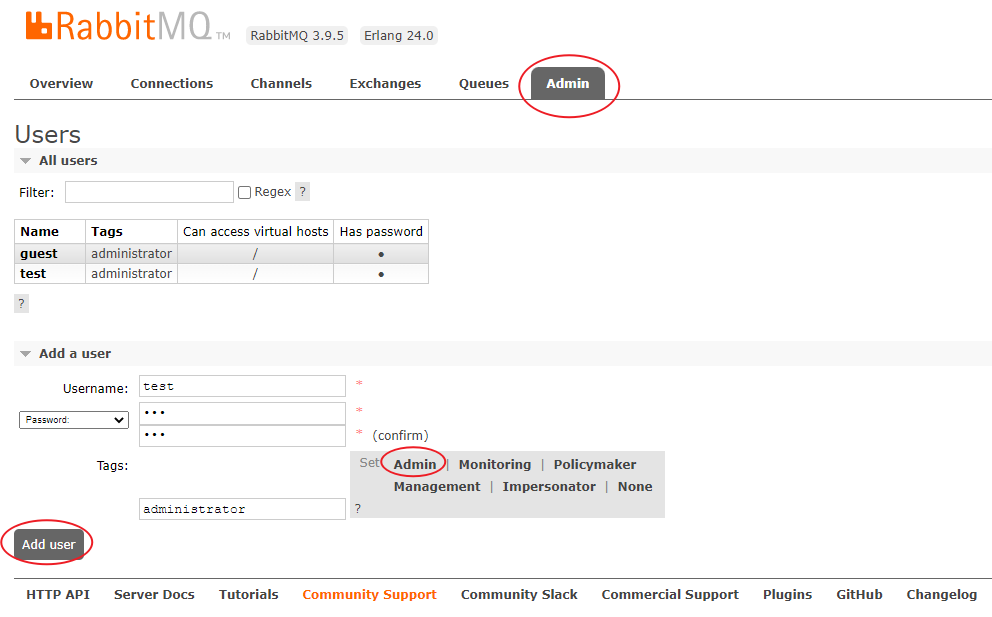 RabbitMQ TM RabbitMQ 3.9.5 Erlang 24.0
Overview Connections Channels Exchanges Queues Admin
Users
All users
Filter: Regex ?
Name Tags Can access virtual hosts Has password
guest administrator / ●
test administrator / ●
?
Add a user
Username: test *
Password: ••• *
••• * (confirm)
Tags: Set Admin | Monitoring | Policymaker
Management | Impersonator | None
administrator ?
Add user
HTTP API Server Docs Tutorials Community Support Community Slack Commercial Support Plugins GitHub Changelog